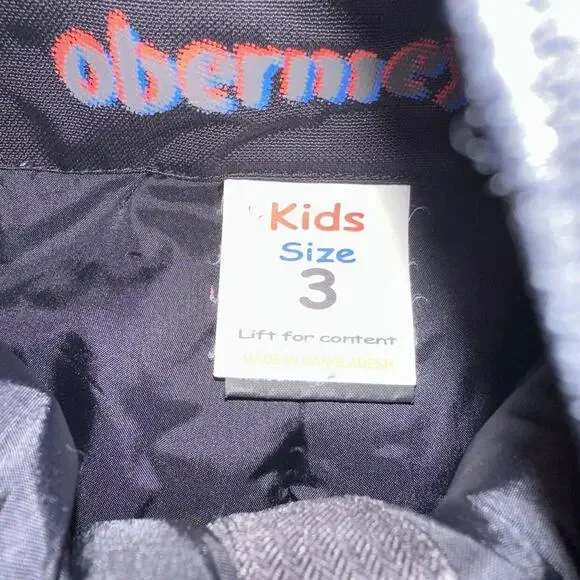 obermey
Kids
Size
3
Lift for content
MADE IN BANGLADESH